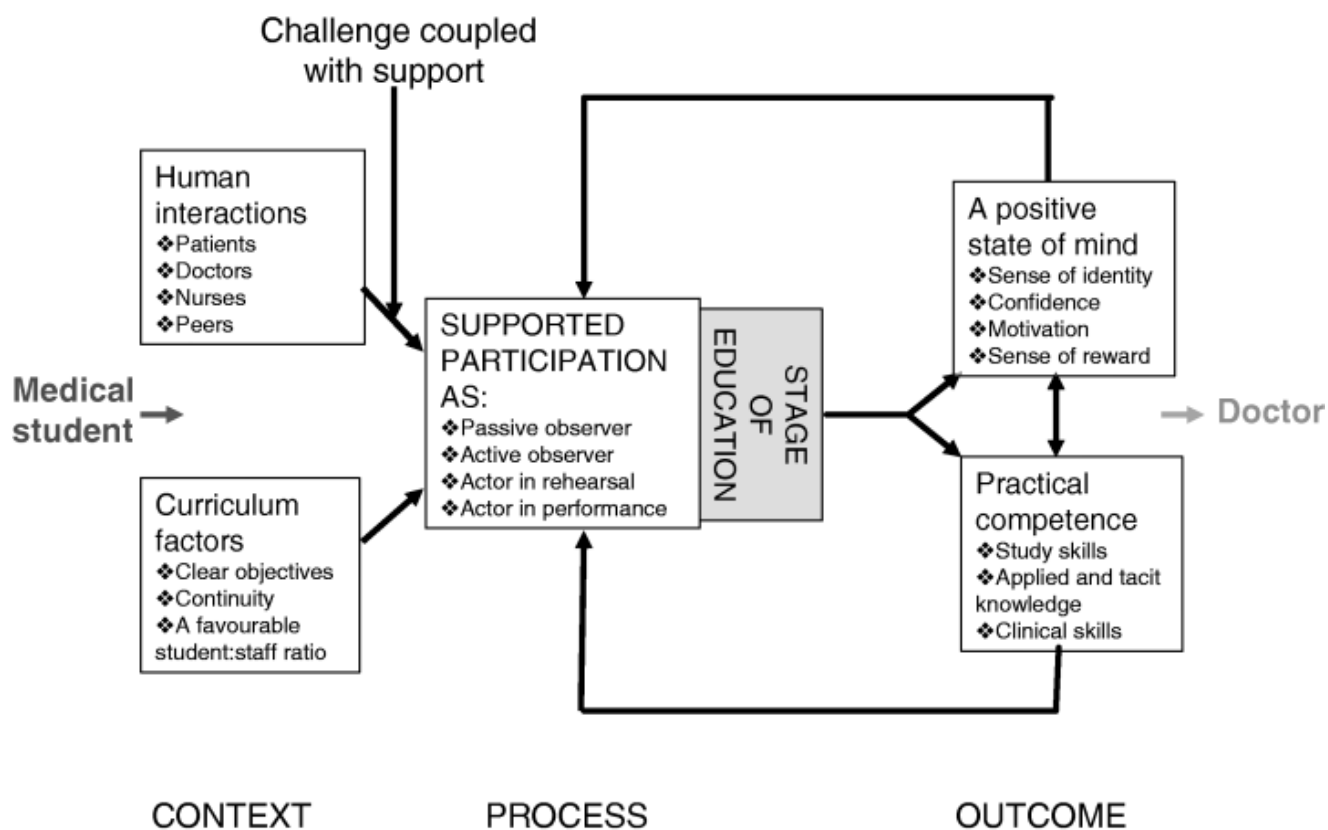 Challenge coupled
with support
Human
interactions
❖Patients
❖Doctors
❖Nurses
❖Peers
Medical
student
Curriculum
factors
❖Clear objectives
❖Continuity
❖A favourable
student:staff ratio
SUPPORTED
PARTICIPATION
AS:
❖Passive observer
❖Active observer
❖Actor in rehearsal
❖Actor in performance
STAGE
OF
EDUCATION
A positive
state of mind
❖Sense of identity
❖Confidence
❖Motivation
❖Sense of reward
Doctor
Practical
competence
❖Study skills
❖Applied and tacit
knowledge
❖Clinical skills
CONTEXT
PROCESS
OUTCOME